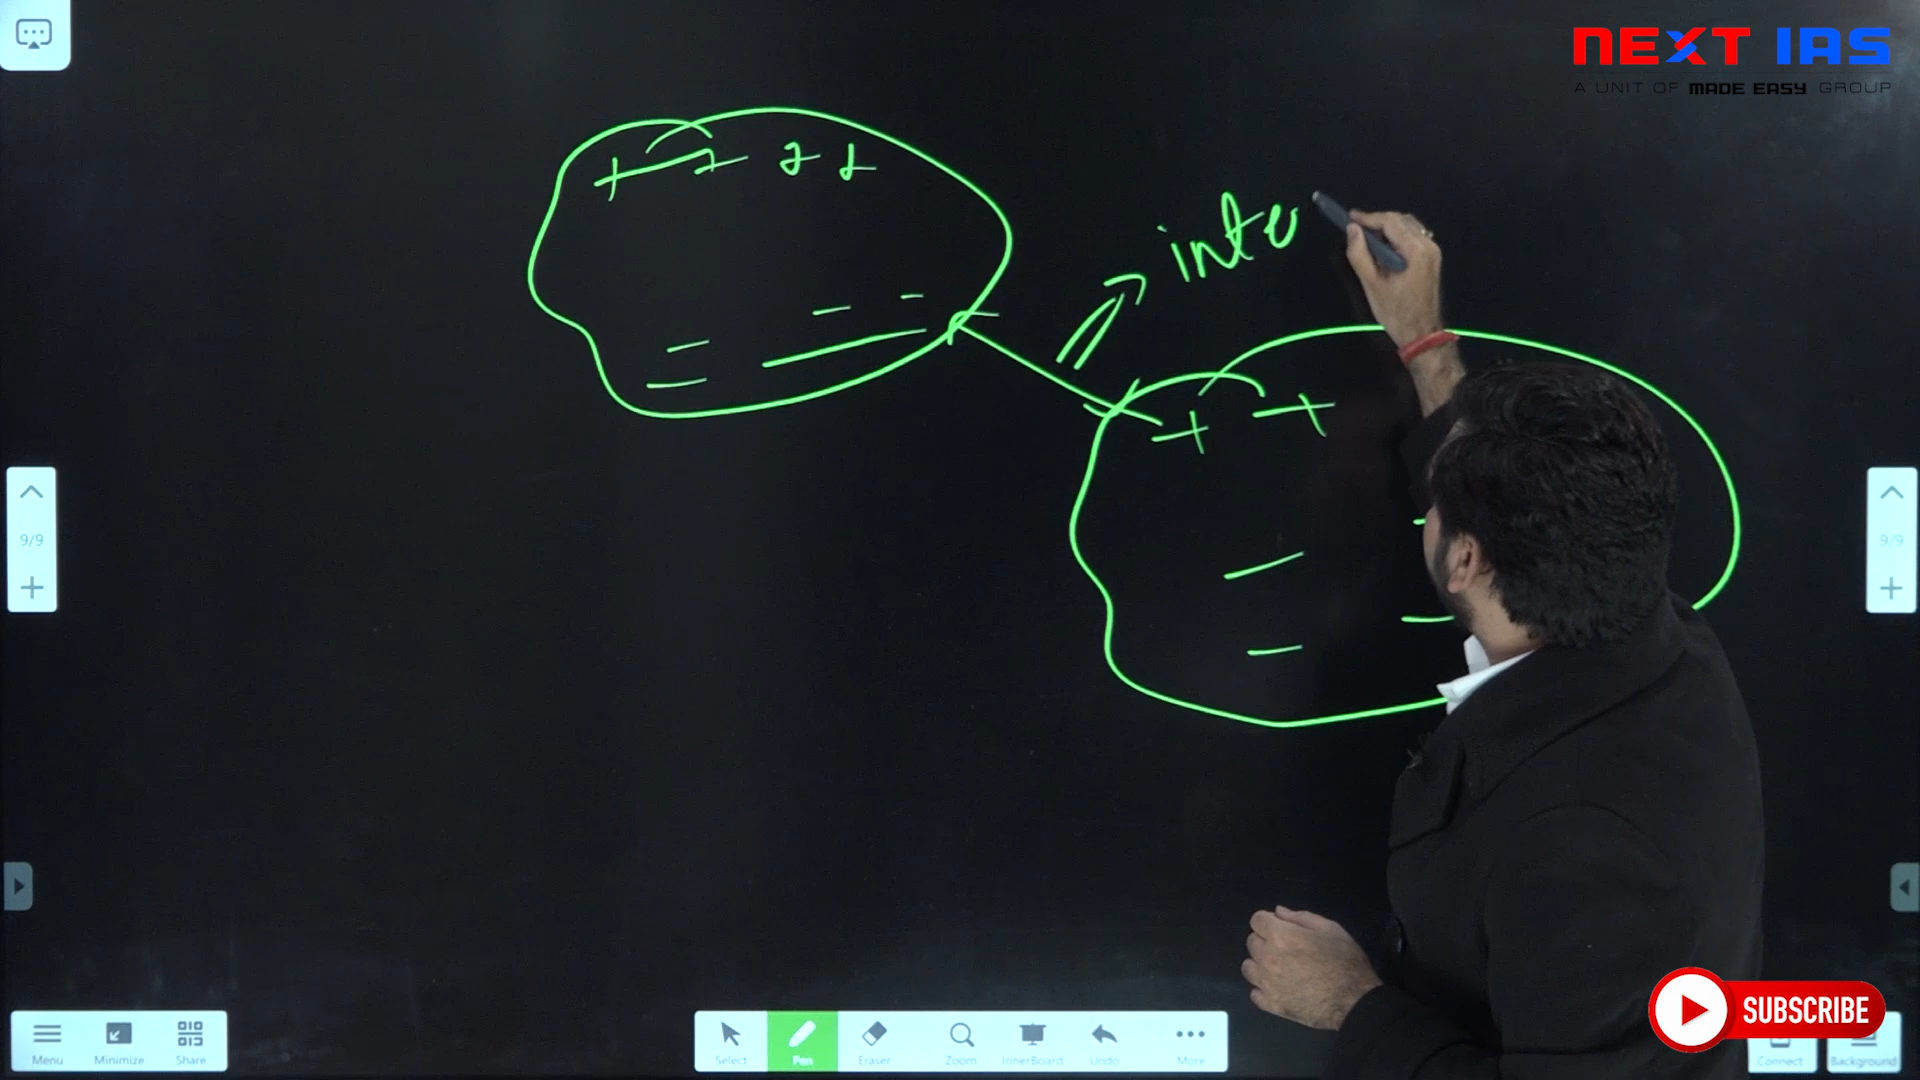 NEXT IAS
A UNIT OF MADE EASY GROUP
+ + + +
inte
+ +
9/9
9/9
Menu
Minimize
Share
Select
Pen
Eraser
Zoom
InnerBoard
Undo
More
SUBSCRIBE
Connect
Background